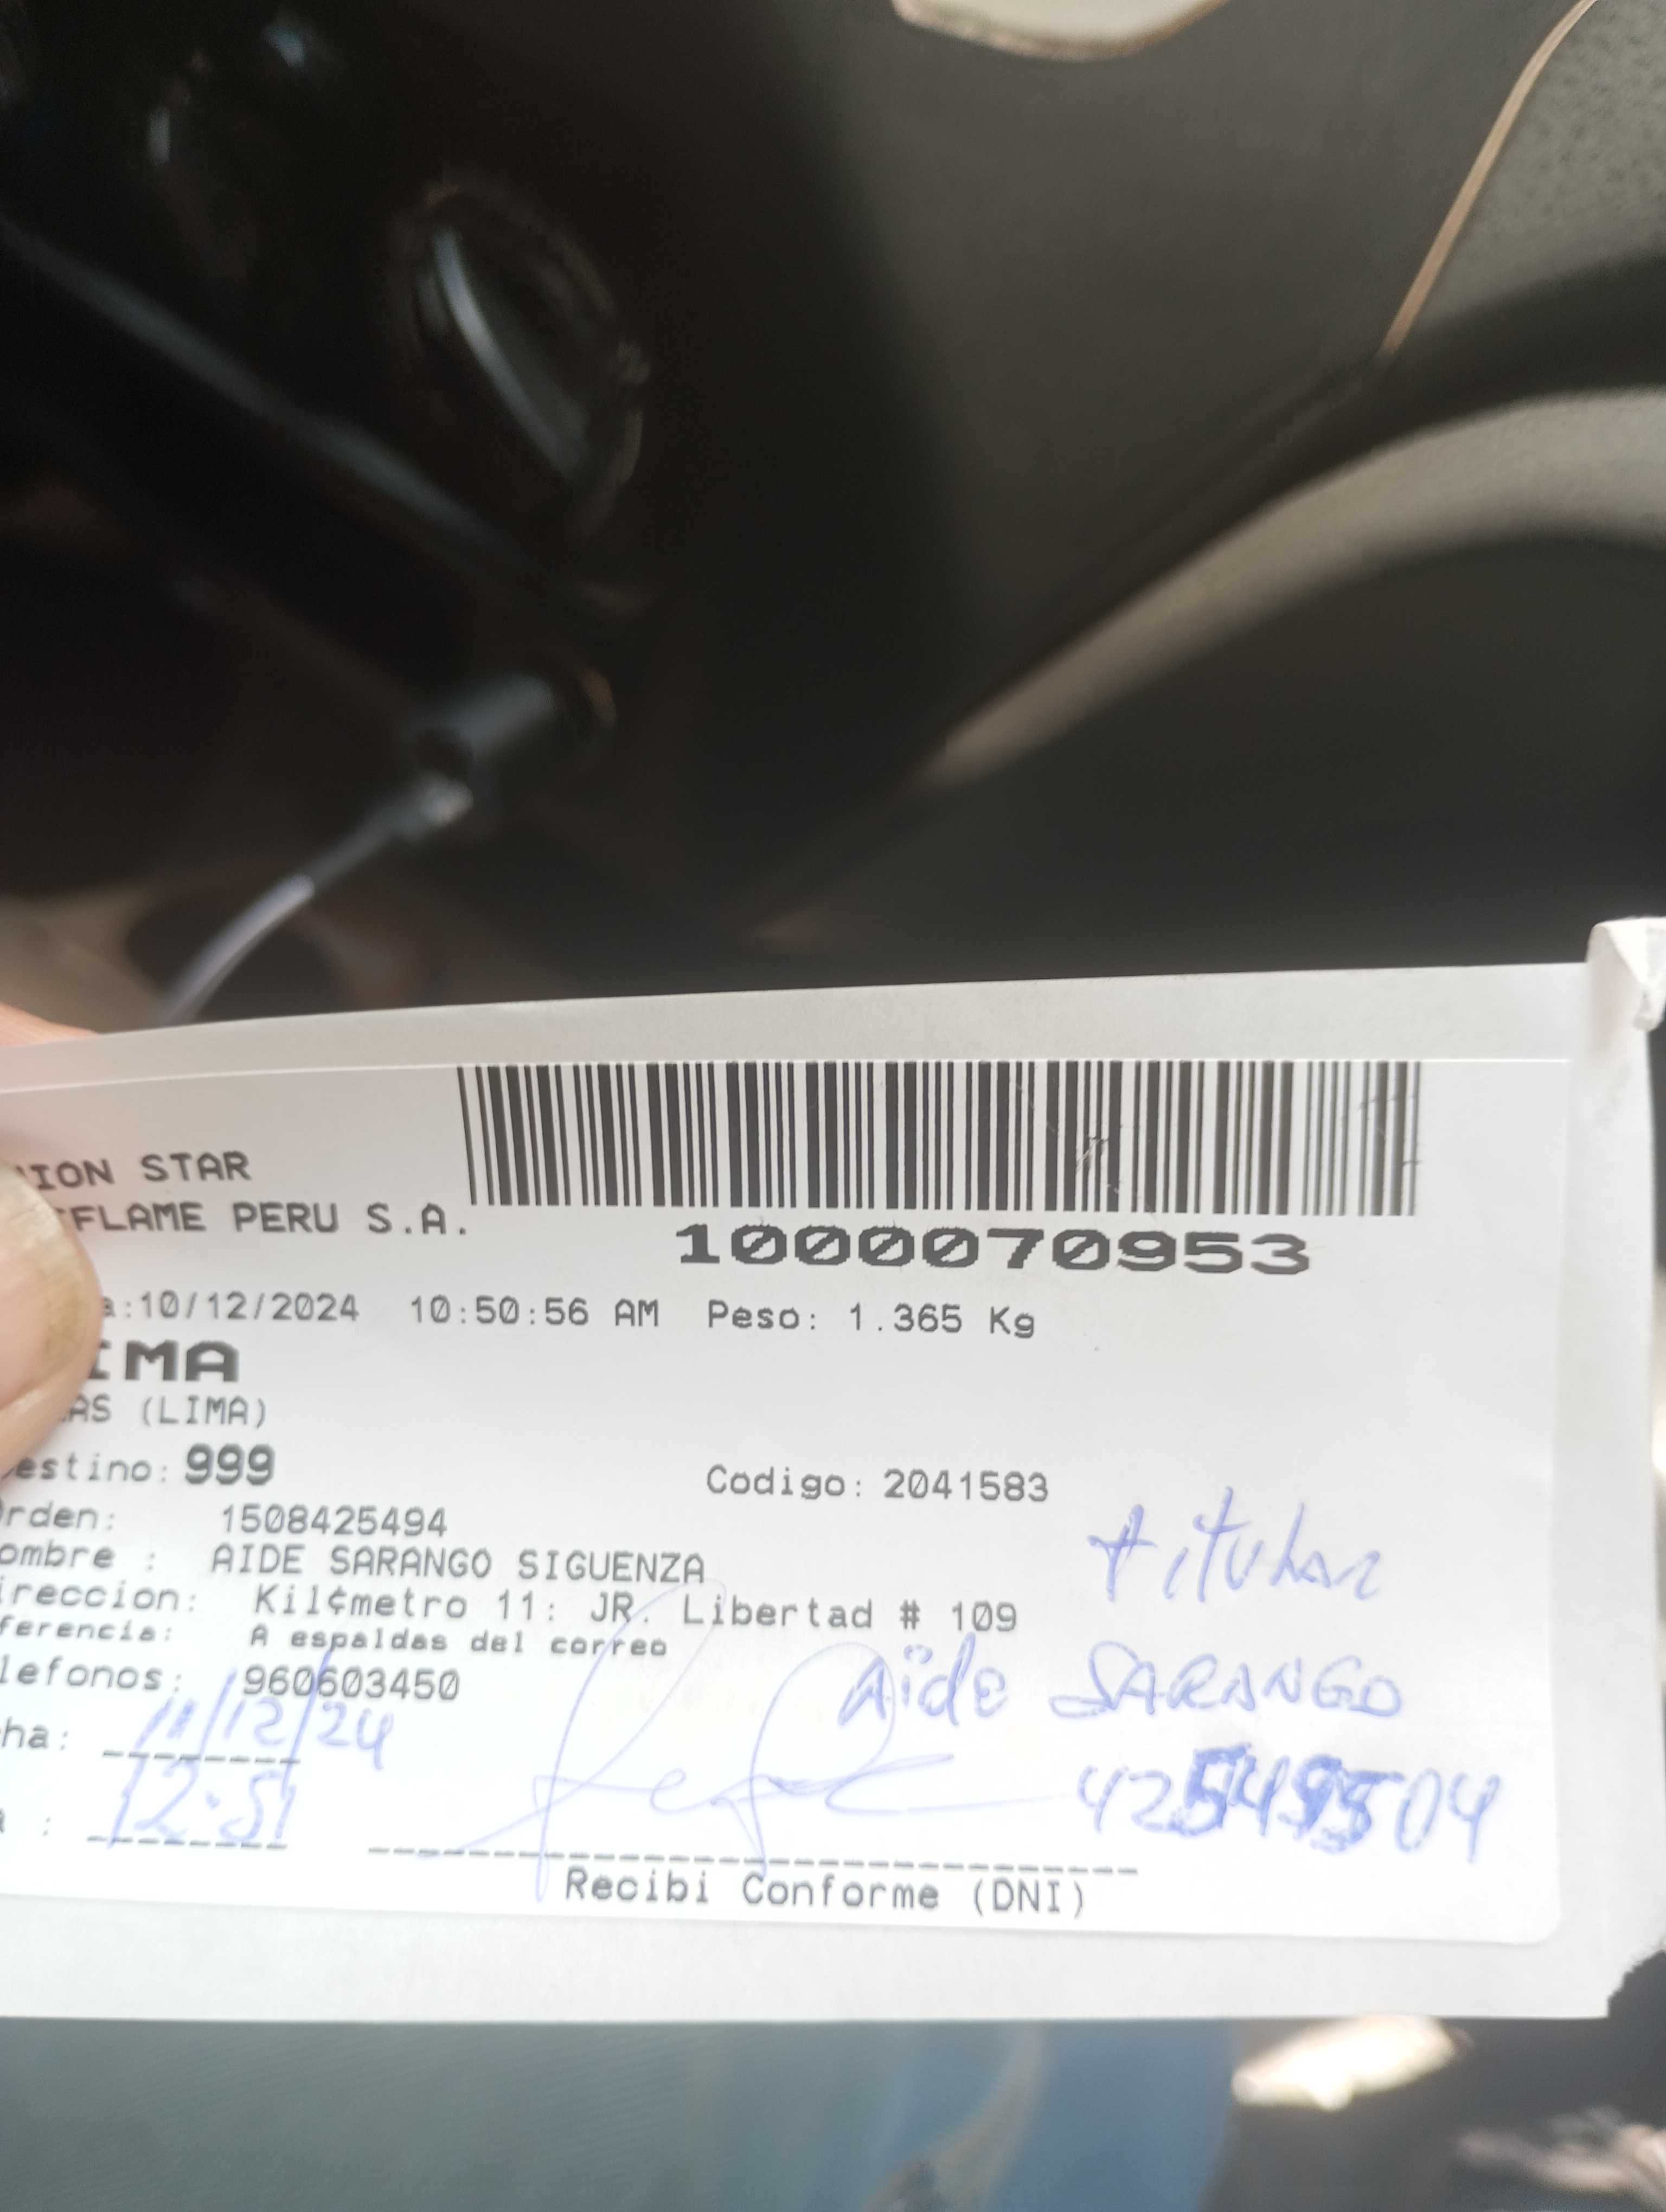 ION STAR
FLAME PERU S.A.
1000070953
a:10/12/2024 10:50:56 AM Peso: 1.365 Kg
IMA
AS (LIMA)
estino: 999
Codigo: 2041583
rden: 1508425494
titular
ombre : AIDE SARANGO SIGUENZA
ireccion: Kil¢metro 11: JR. Libertad # 109
ferencia: A espaldas del correo
lefonos: 960603450
Aide SARANGO
ha: 11/12/24
a : 12:51
Recibi Conforme (DNI)